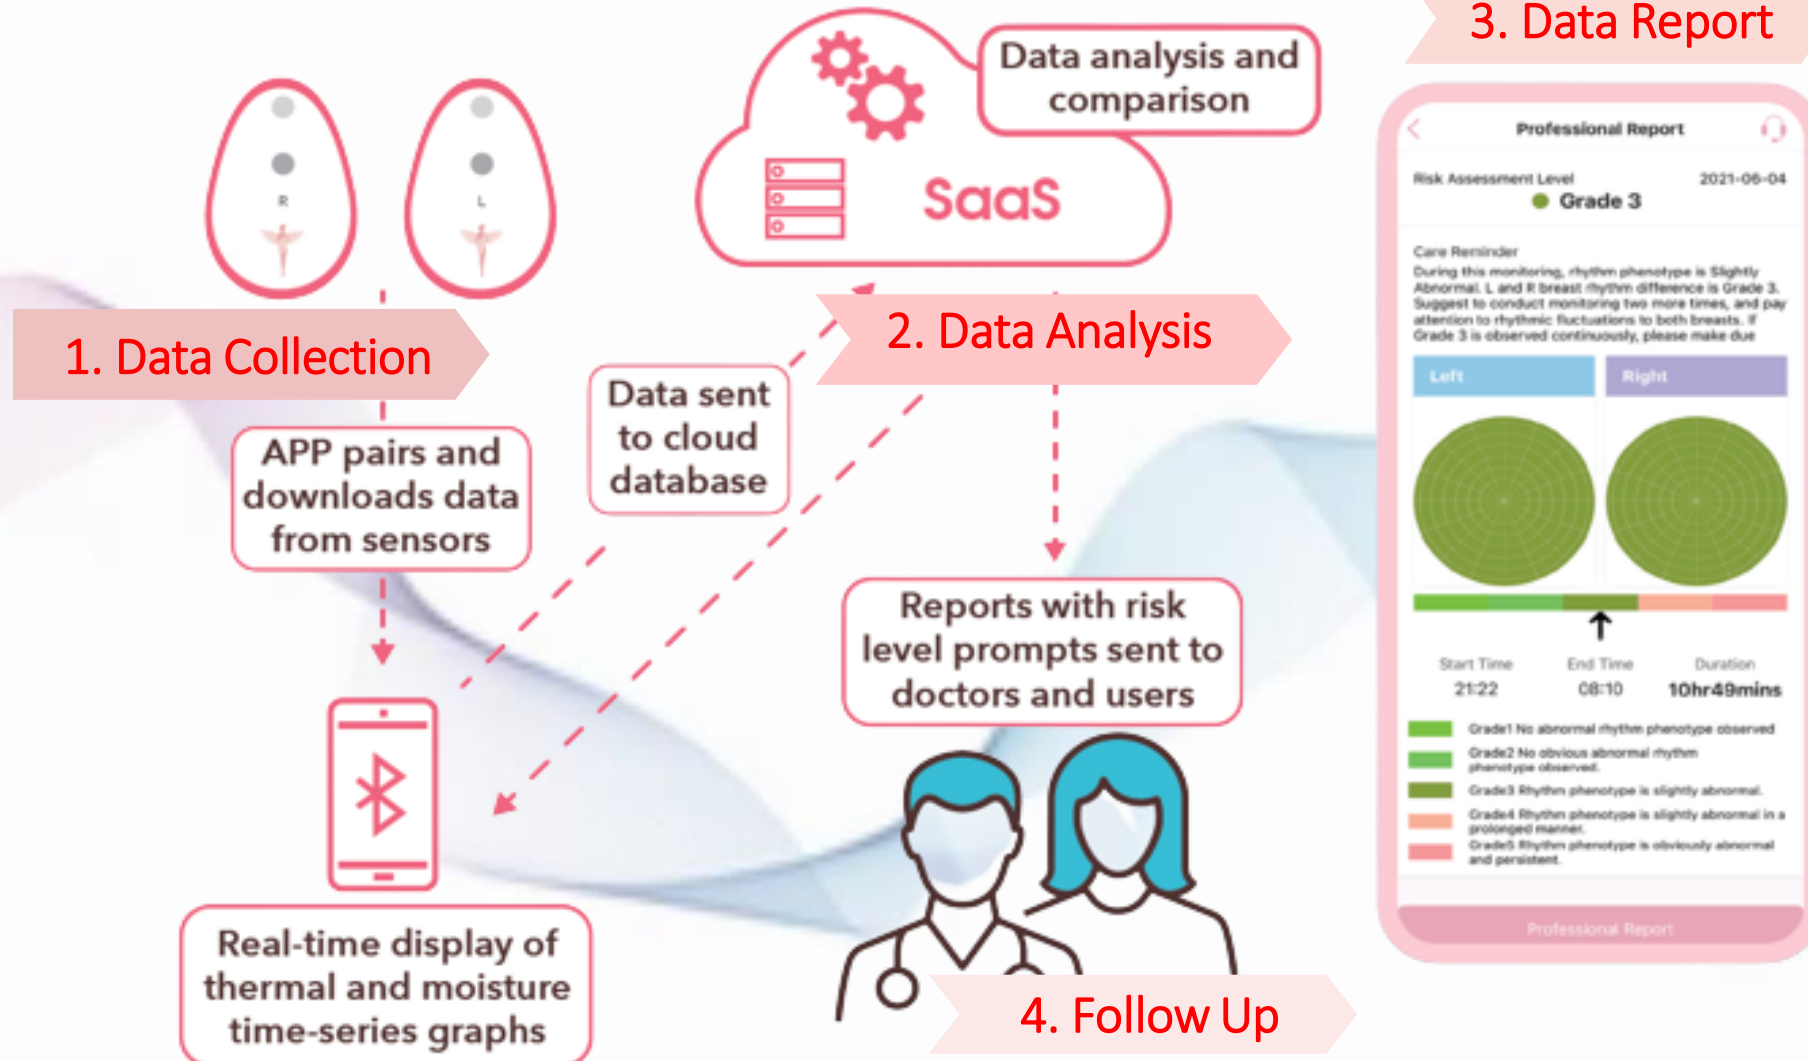 R
L
1. Data Collection
APP pairs and
downloads data
from sensors
Real-time display of
thermal and moisture
time-series graphs
Data sent
to cloud
database
Data analysis and
comparison
SaaS
2. Data Analysis
Reports with risk
level prompts sent to
doctors and users
4. Follow Up
3. Data Report
Professional Report
Risk Assessment Level
2021-06-04
Grade 3
Care Reminder
During this monitoring, rhythm phenotype is Slightly
Abnormal. L and R breast rhythm difference is Grade 3.
Suggest to conduct monitoring two more times, and pay
attention to rhythmic fluctuations to both breasts. If
Grade 3 is observed continuously, please make due
Left
Right
Start Time
End Time
Duration
21:22
08:10
10hr49mins
Grade1 No abnormal rhythm phenotype observed
Grade2 No obvious abnormal rhythm
phenotype observed.
Grade3 Rhythm phenotype is slightly abnormal.
Grade4 Rhythm phenotype is slightly abnormal in a
prolonged manner.
Grade5 Rhythm phenotype is obviously abnormal
and persistent.
Professional Report